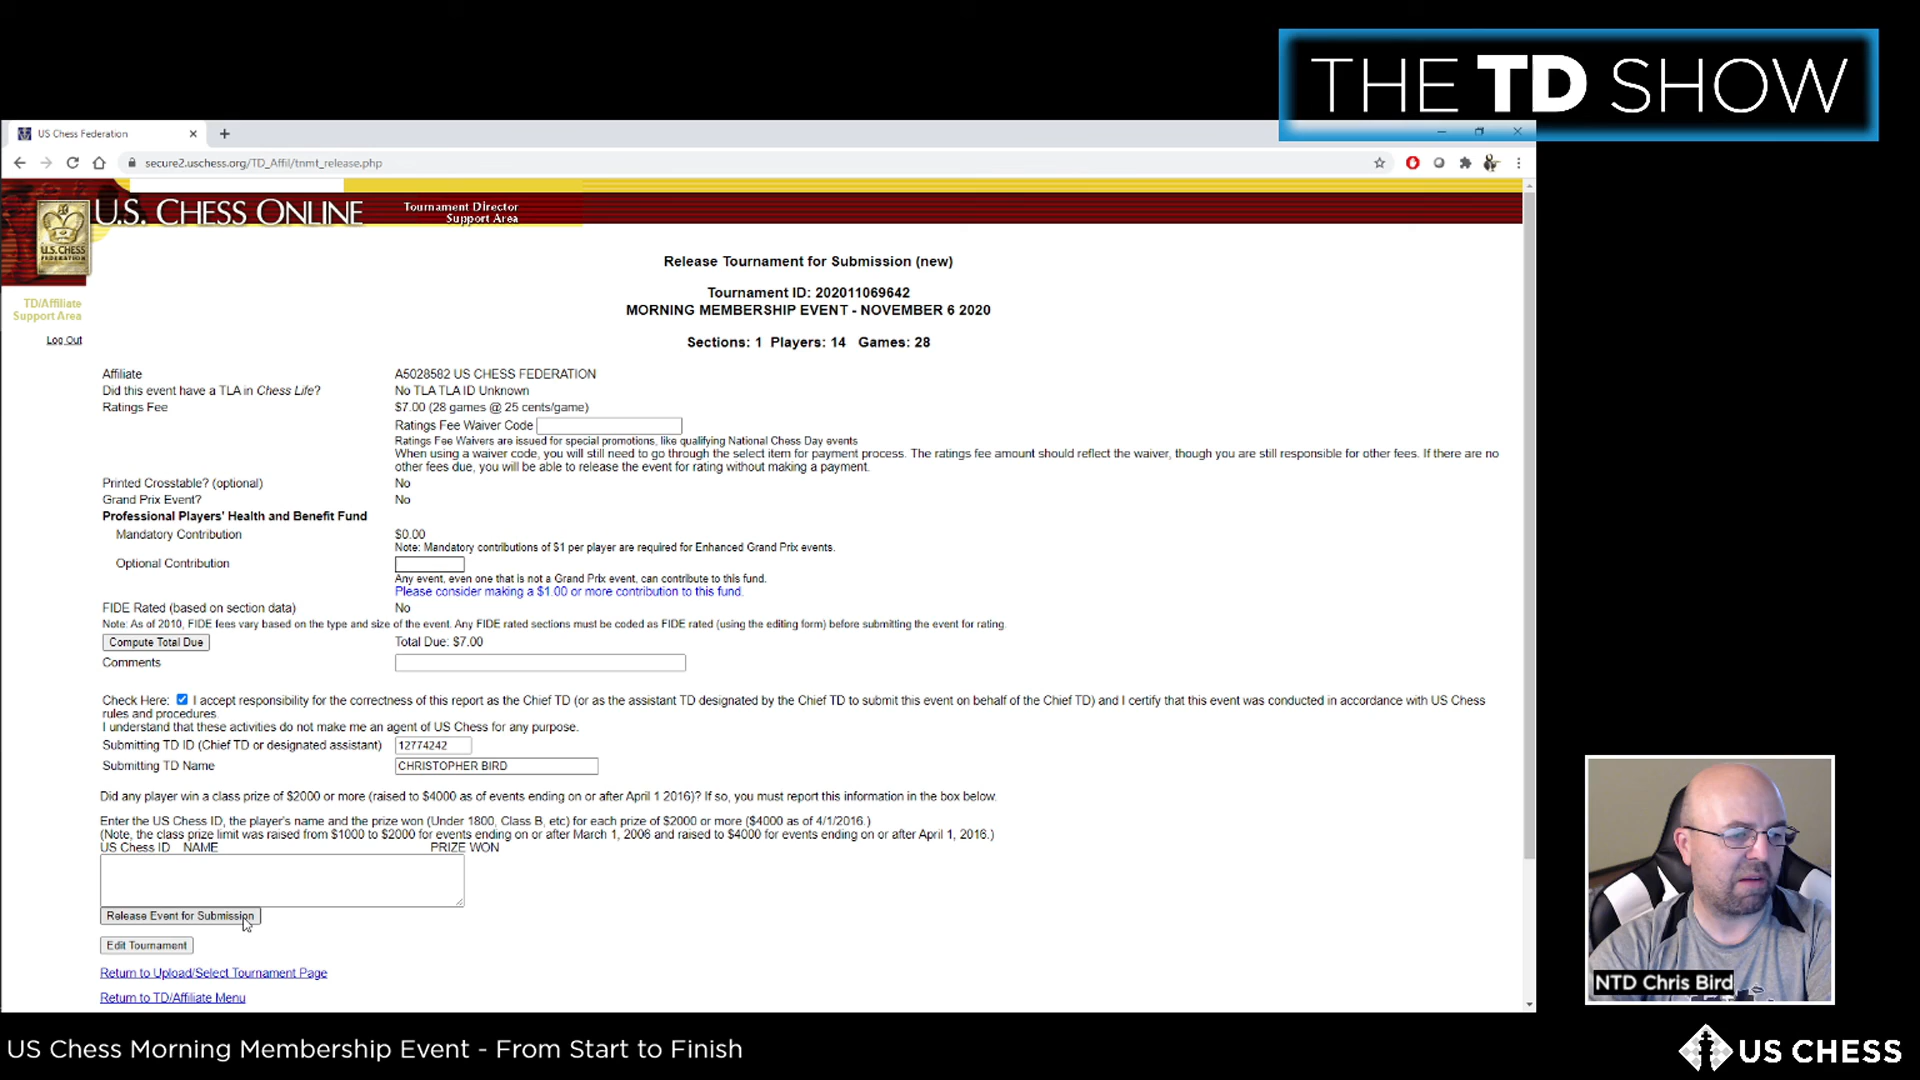 THE TD SHOW
US Chess Federation
secure2.uschess.org/TD_Affil/tnmt_release.php
U.S. CHESS ONLINE
Tournament Director
Support Area
U.S. CHESS
FEDERATION
TD/Affiliate
Support Area
Log Out
Release Tournament for Submission (new)
Tournament ID: 202011069642
MORNING MEMBERSHIP EVENT - NOVEMBER 6 2020
Sections: 1 Players: 14 Games: 28
Affiliate A5028582 US CHESS FEDERATION
Did this event have a TLA in Chess Life? No TLA TLA ID Unknown
Ratings Fee $7.00 (28 games @ 25 cents/game)
Ratings Fee Waiver Code
Ratings Fee Waivers are issued for special promotions, like qualifying National Chess Day events
When using a waiver code, you will still need to go through the select item for payment process. The ratings fee amount should reflect the waiver, though you are still responsible for other fees. If there are no
other fees due, you will be able to release the event for rating without making a payment.
Printed Crosstable? (optional) No
Grand Prix Event? No
Professional Players' Health and Benefit Fund
Mandatory Contribution $0.00
Note: Mandatory contributions of $1 per player are required for Enhanced Grand Prix events.
Optional Contribution
Any event, even one that is not a Grand Prix event, can contribute to this fund.
Please consider making a $1.00 or more contribution to this fund.
FIDE Rated (based on section data) No
Note: As of 2010, FIDE fees vary based on the type and size of the event. Any FIDE rated sections must be coded as FIDE rated (using the editing form) before submitting the event for rating.
Compute Total Due Total Due: $7.00
Comments
Check Here: I accept responsibility for the correctness of this report as the Chief TD (or as the assistant TD designated by the Chief TD to submit this event on behalf of the Chief TD) and I certify that this event was conducted in accordance with US Chess
rules and procedures.
I understand that these activities do not make me an agent of US Chess for any purpose.
Submitting TD ID (Chief TD or designated assistant) 12774242
Submitting TD Name CHRISTOPHER BIRD
Did any player win a class prize of $2000 or more (raised to $4000 as of events ending on or after April 1 2016)? If so, you must report this information in the box below.
Enter the US Chess ID, the player's name and the prize won (Under 1800, Class B, etc) for each prize of $2000 or more ($4000 as of 4/1/2016.)
(Note, the class prize limit was raised from $1000 to $2000 for events ending on or after March 1, 2006 and raised to $4000 for events ending on or after April 1, 2016.)
US Chess ID NAME PRIZE WON
Release Event for Submission
Edit Tournament
Return to Upload/Select Tournament Page
Return to TD/Affiliate Menu
NTD Chris Bird
US Chess Morning Membership Event - From Start to Finish
US CHESS